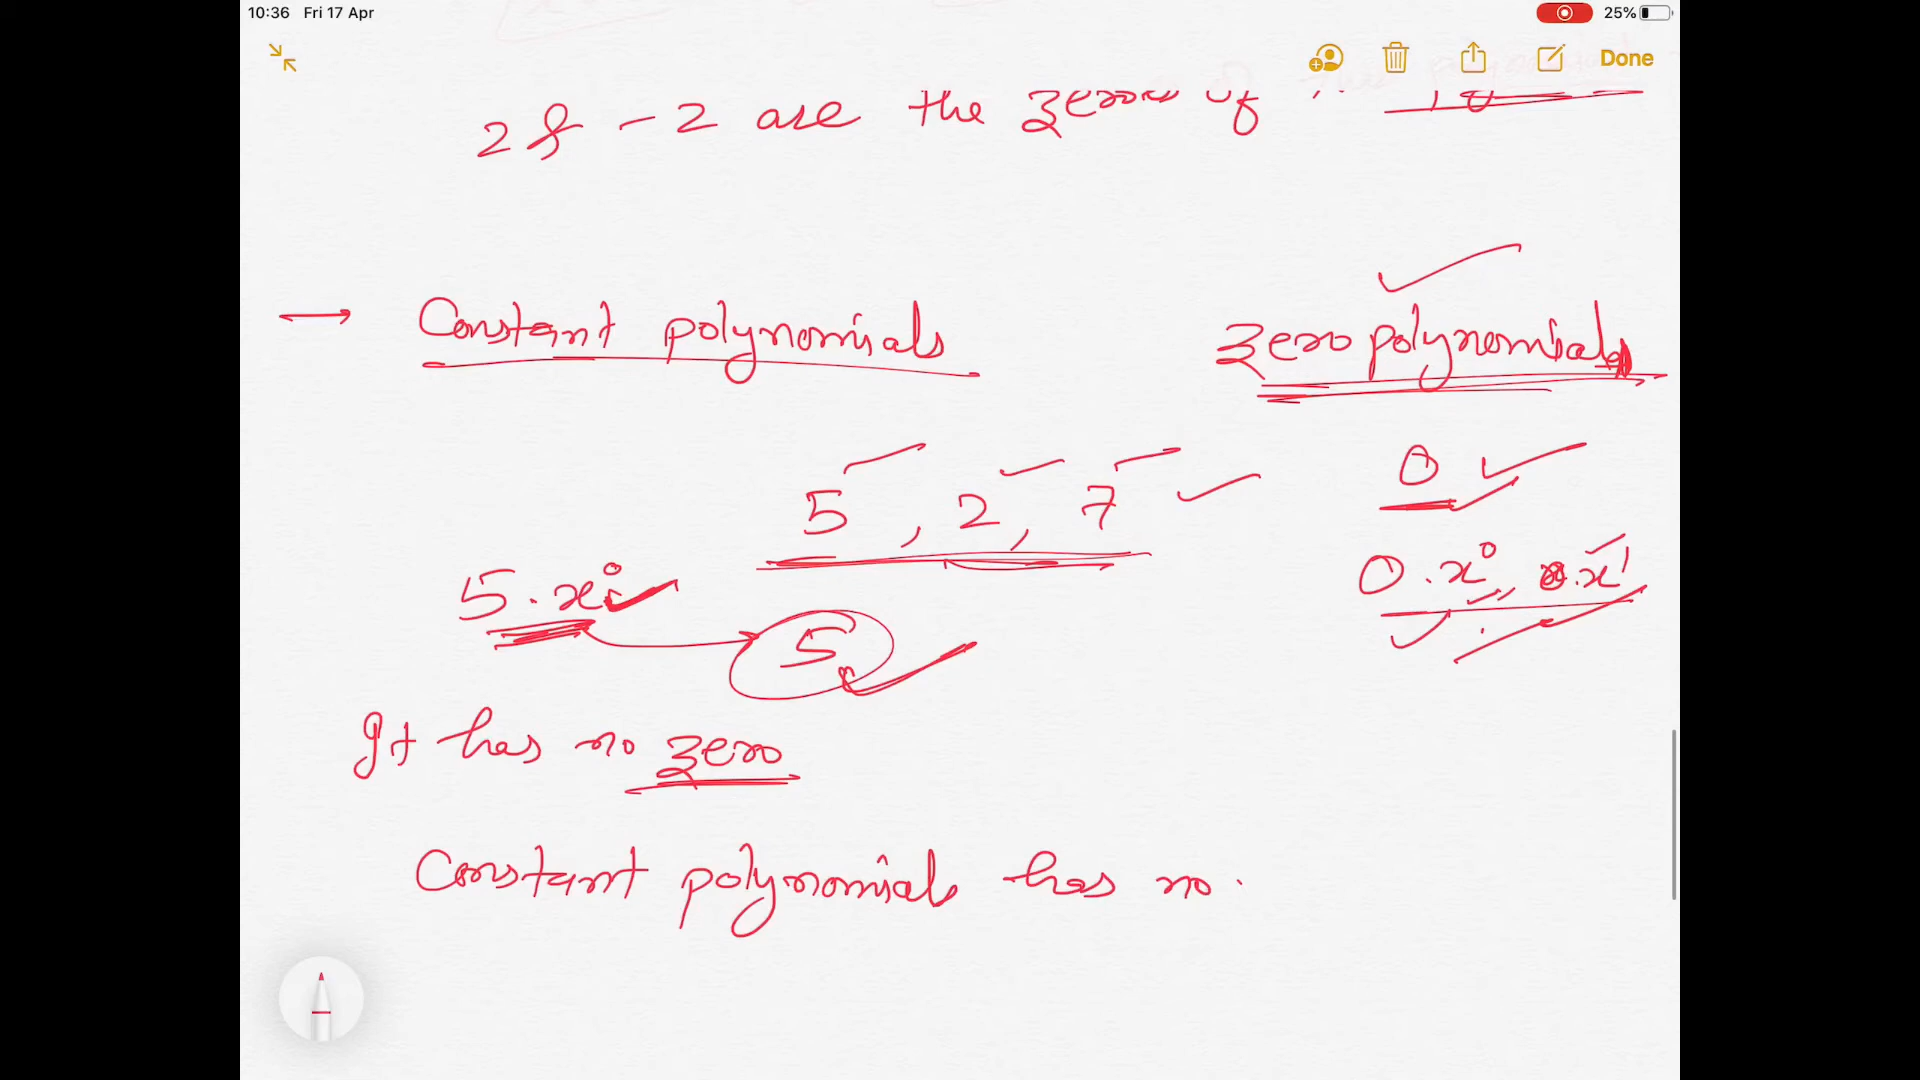 10:36 Fri 17 Apr 25%
Done
2 & -2 are the zeroes of
→ Constant polynomials zero polynomial
5, 2, 7 0
5.x⁰ 5 0.x⁰, 0.x¹
It has no zero
Constant polynomials has no